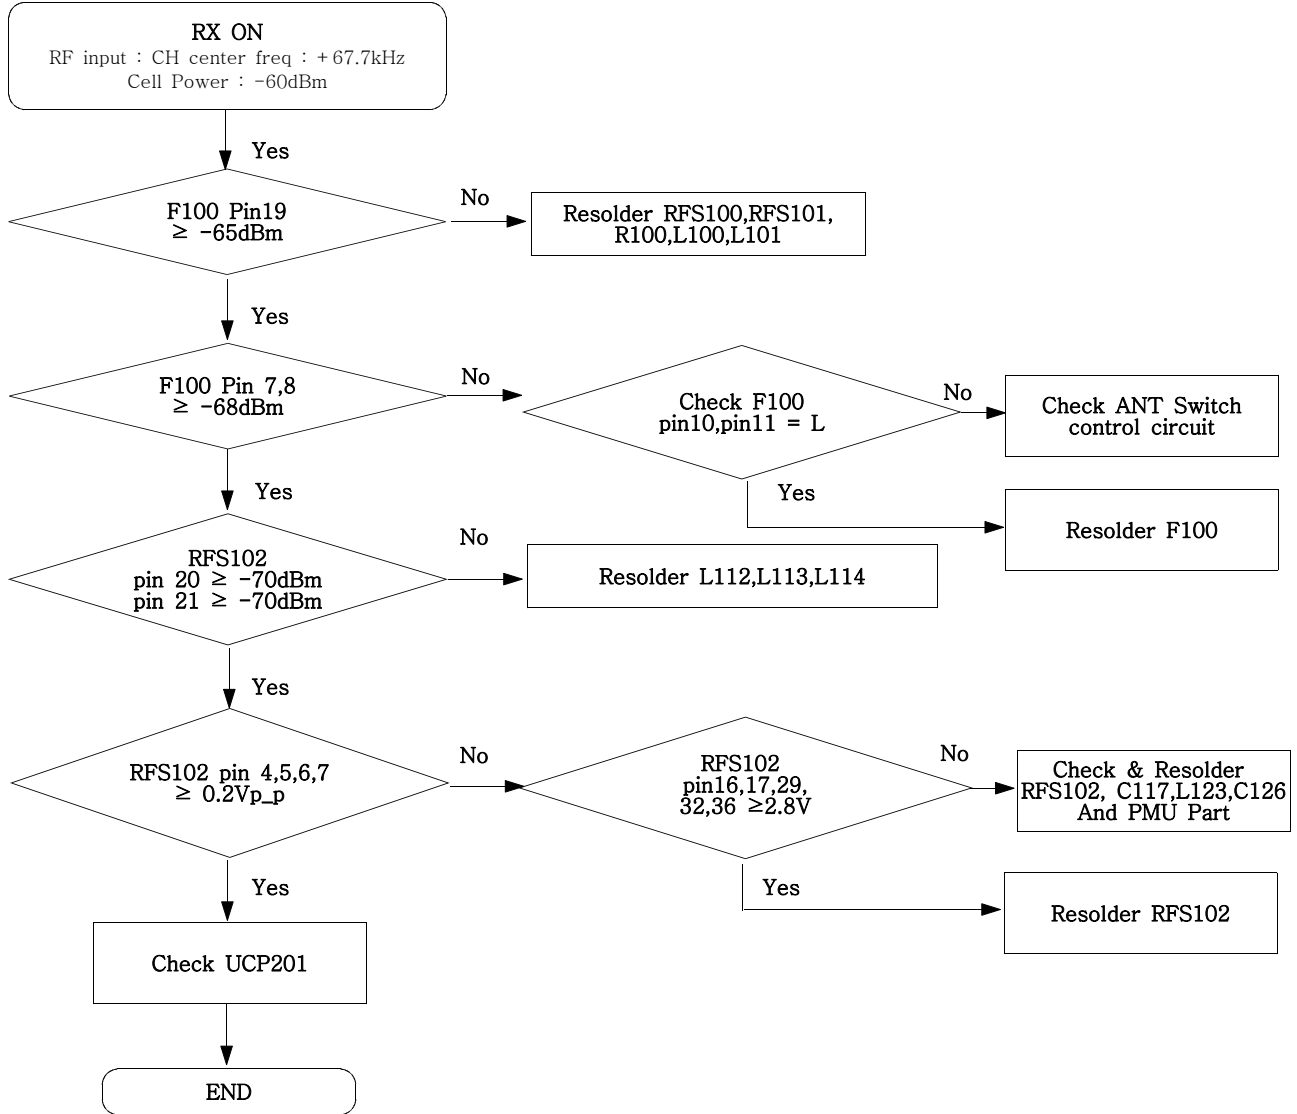 RX ON
RF input : CH center freq : +67.7kHz
Cell Power : -60dBm
Yes
F100 Pin19
≥ -65dBm
No
Resolder RFS100,RFS101,
R100,L100,L101
Yes
F100 Pin 7,8
≥ -68dBm
No
Check F100
pin10,pin11 = L
No
Check ANT Switch
control circuit
Yes
Resolder F100
Yes
RFS102
pin 20 ≥ -70dBm
pin 21 ≥ -70dBm
No
Resolder L112,L113,L114
Yes
RFS102 pin 4,5,6,7
≥ 0.2Vp_p
No
RFS102
pin16,17,29,
32,36 ≥2.8V
No
Check & Resolder
RFS102, C117,L123,C126
And PMU Part
Yes
Resolder RFS102
Yes
Check UCP201
END